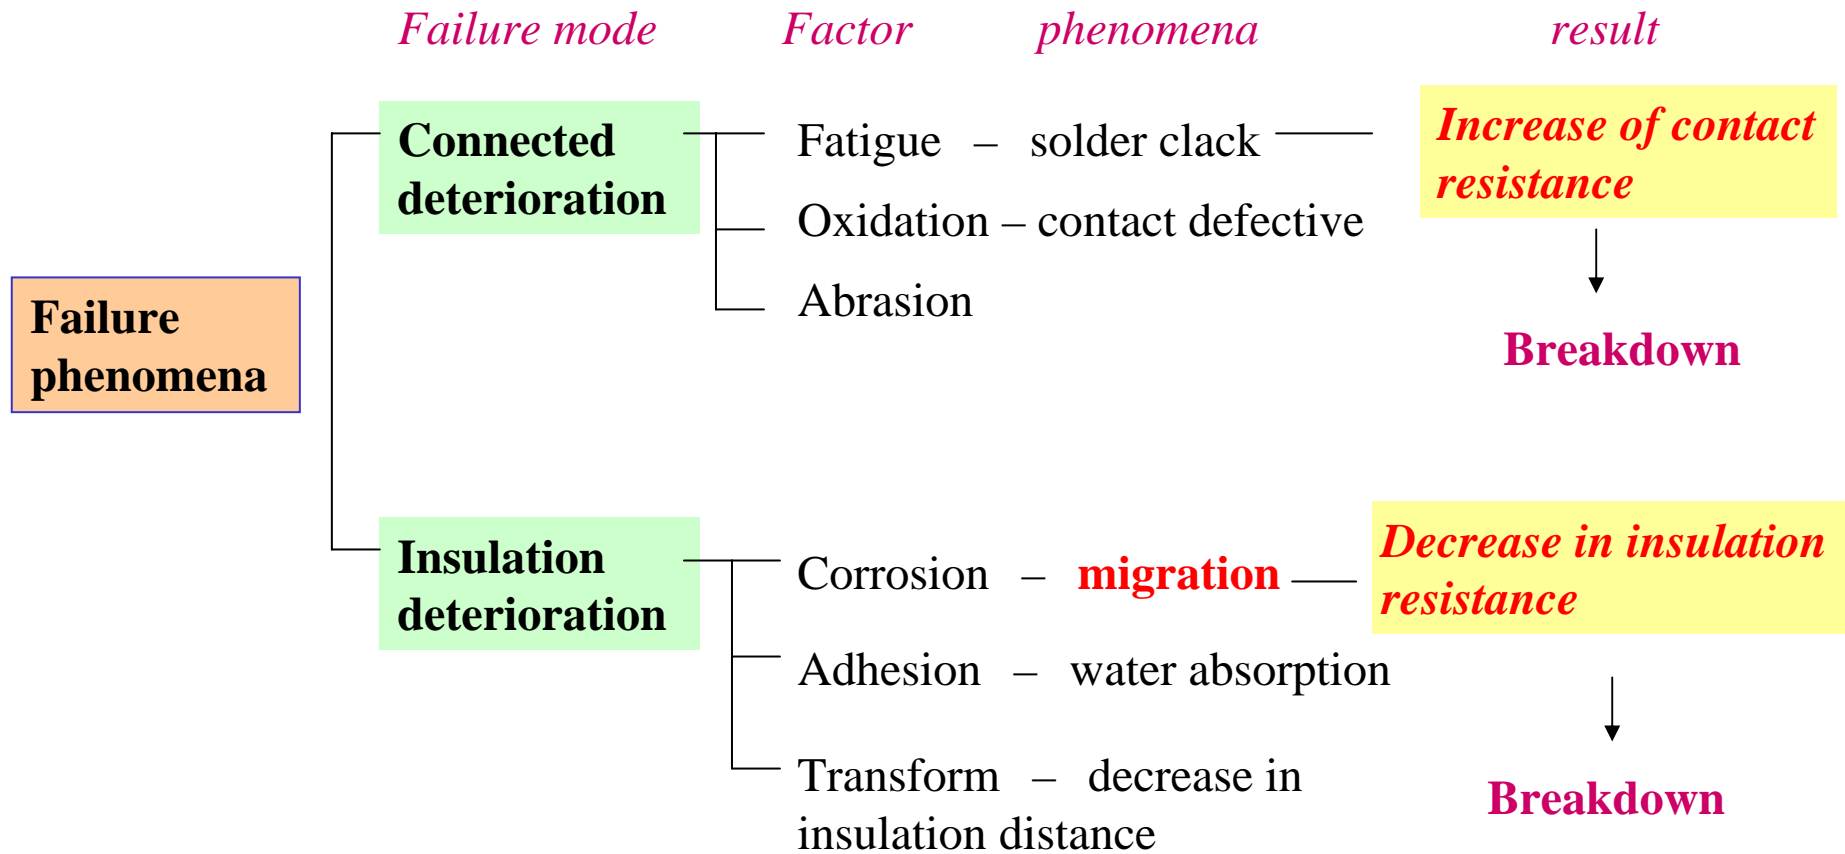 Failure mode Factor phenomena result
Failure
phenomena
Connected
deterioration
Fatigue – solder clack
Oxidation – contact defective
Abrasion
Increase of contact
resistance
Breakdown
Insulation
deterioration
Corrosion – migration
Adhesion – water absorption
Transform – decrease in
insulation distance
Decrease in insulation
resistance
Breakdown